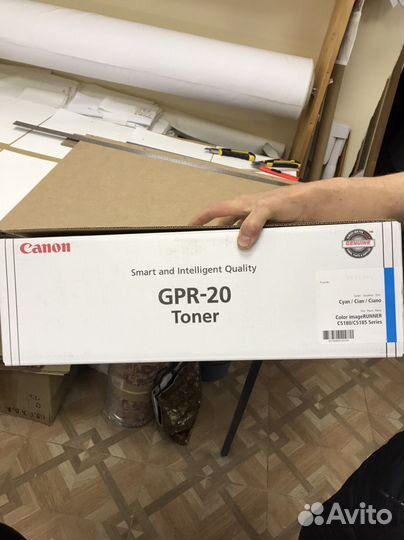 Canon
GENUINE
Smart and Intelligent Quality
GPR-20
Toner
Cyan / Cian / Ciano
Color imageRUNNER
C5180/C5185 Series
Avito